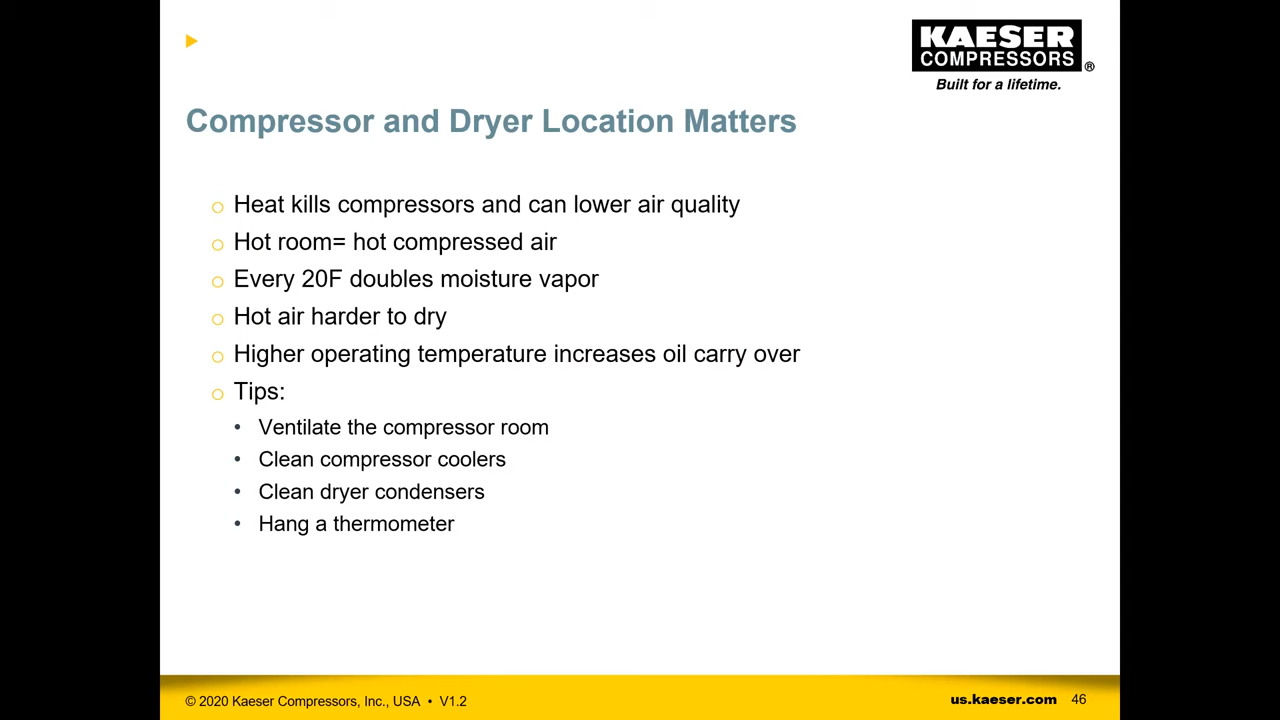 KAESER
COMPRESSORS®
Built for a lifetime.
Compressor and Dryer Location Matters
o Heat kills compressors and can lower air quality
o Hot room= hot compressed air
o Every 20F doubles moisture vapor
o Hot air harder to dry
o Higher operating temperature increases oil carry over
o Tips:
• Ventilate the compressor room
• Clean compressor coolers
• Clean dryer condensers
• Hang a thermometer
© 2020 Kaeser Compressors, Inc., USA • V1.2
us.kaeser.com 46